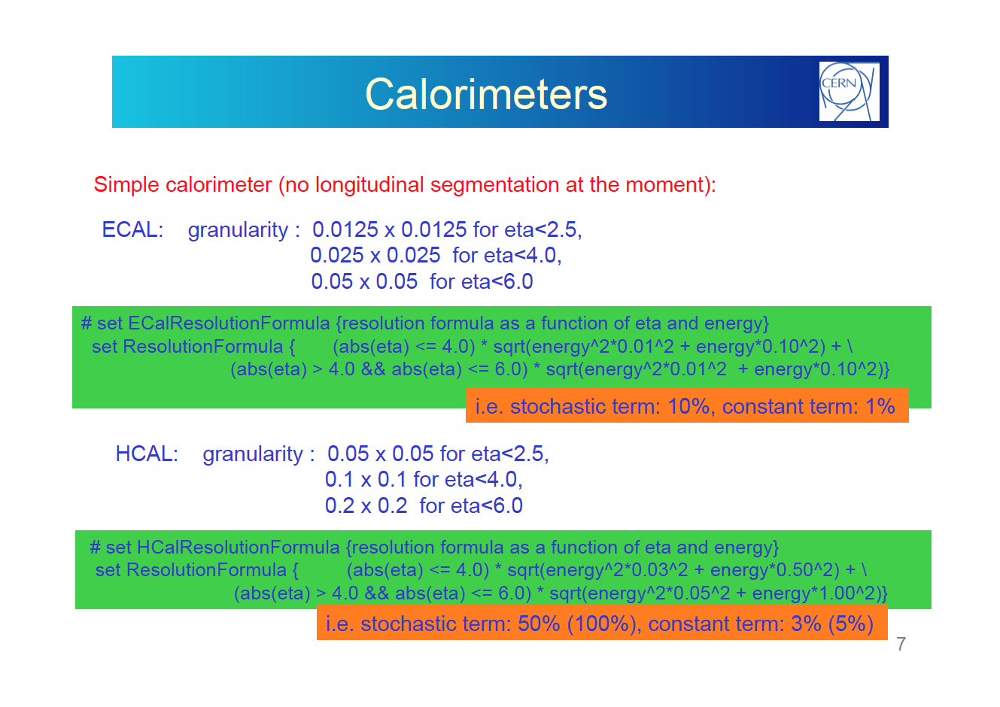 Calorimeters
CERN
Simple calorimeter (no longitudinal segmentation at the moment):
ECAL: granularity : 0.0125 x 0.0125 for eta<2.5,
0.025 x 0.025 for eta<4.0,
0.05 x 0.05 for eta<6.0
# set ECalResolutionFormula {resolution formula as a function of eta and energy}
set ResolutionFormula { (abs(eta) <= 4.0) * sqrt(energy^2*0.01^2 + energy*0.10^2) + \
(abs(eta) > 4.0 && abs(eta) <= 6.0) * sqrt(energy^2*0.01^2 + energy*0.10^2)}
i.e. stochastic term: 10%, constant term: 1%
HCAL: granularity : 0.05 x 0.05 for eta<2.5,
0.1 x 0.1 for eta<4.0,
0.2 x 0.2 for eta<6.0
# set HCalResolutionFormula {resolution formula as a function of eta and energy}
set ResolutionFormula { (abs(eta) <= 4.0) * sqrt(energy^2*0.03^2 + energy*0.50^2) + \
(abs(eta) > 4.0 && abs(eta) <= 6.0) * sqrt(energy^2*0.05^2 + energy*1.00^2)}
i.e. stochastic term: 50% (100%), constant term: 3% (5%)
7